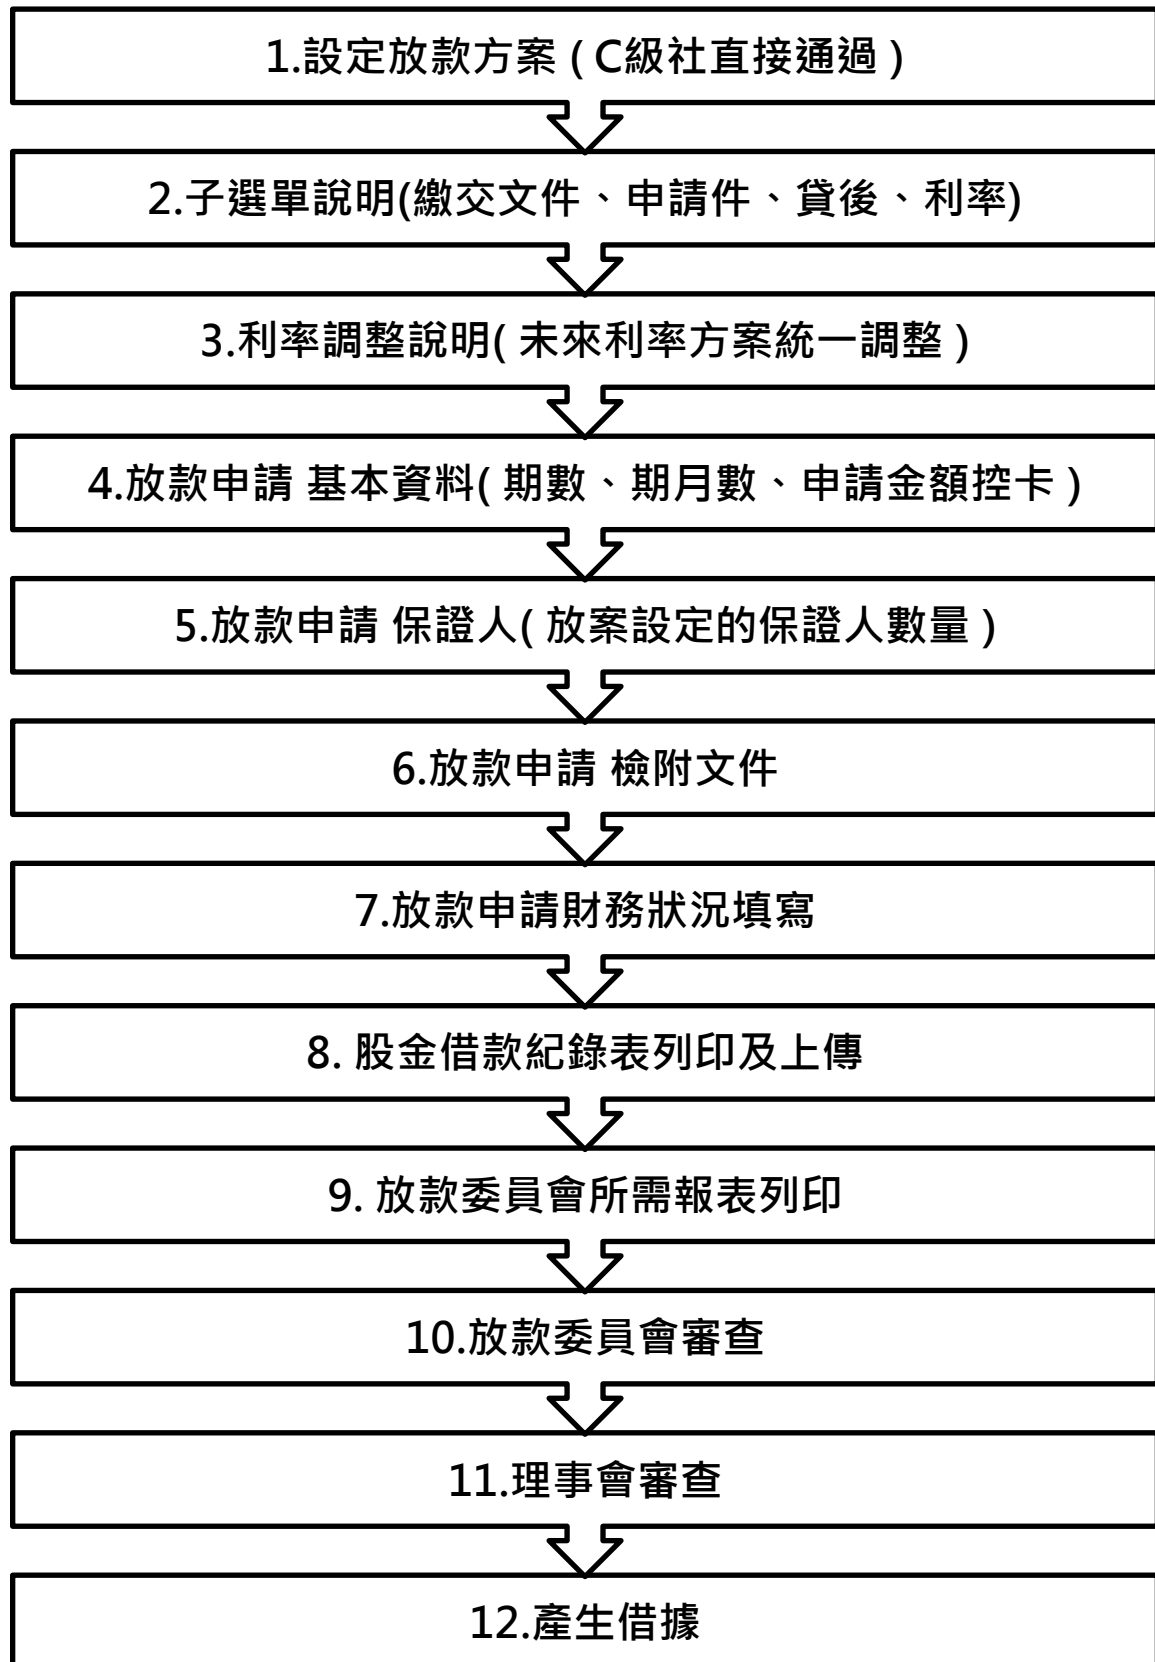 1.設定放款方案 ( C級社直接通過 )
2.子選單說明(繳交文件、申請件、貸後、利率)
3.利率調整說明( 未來利率方案統一調整 )
4.放款申請 基本資料( 期數、期月數、申請金額控卡 )
5.放款申請 保證人( 放案設定的保證人數量 )
6.放款申請 檢附文件
7.放款申請財務狀況填寫
8. 股金借款紀錄表列印及上傳
9. 放款委員會所需報表列印
10.放款委員會審查
11.理事會審查
12.產生借據